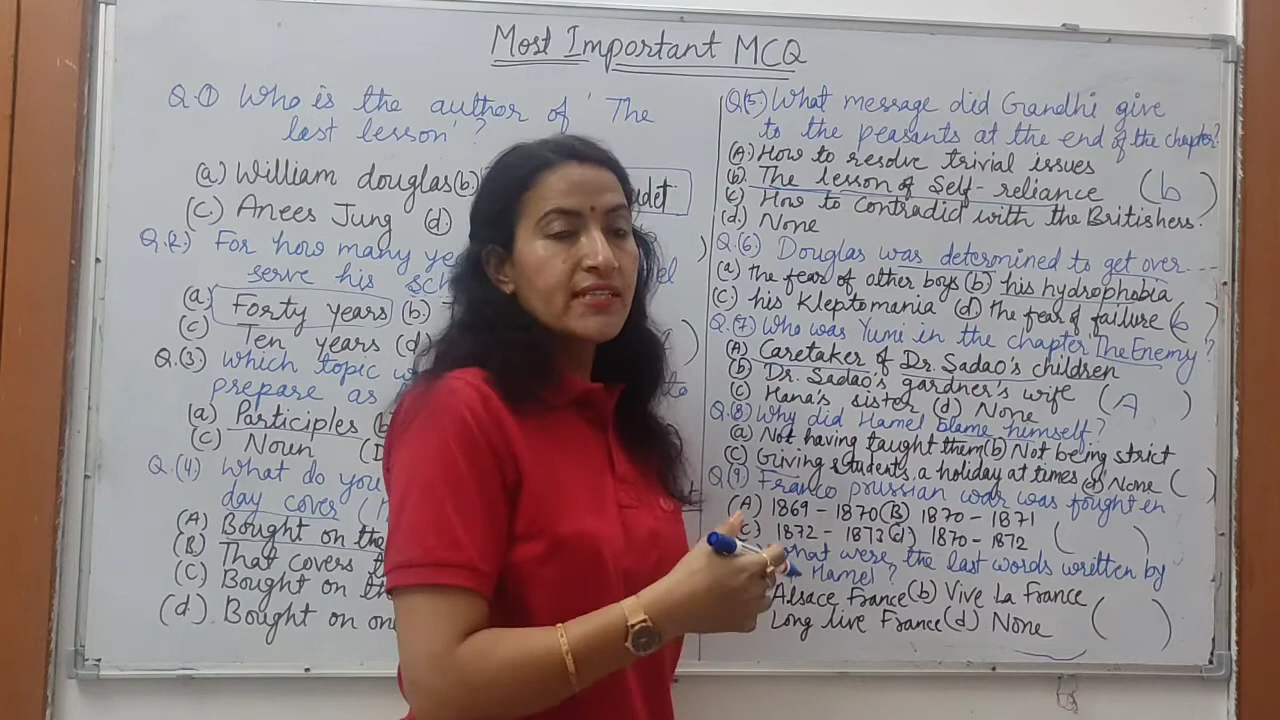 Most Important MCQ
Q.① Who is the author of 'The
last lesson' ?
(a) William douglas (b.)
(c) Anees Jung (d.)
Q.2.) For how many )
serve his
(a.) Forty years (b.)
(c) Ten years (d) )
Q.(3) Which topic
prepare as
(a) Participles (b
(c) Noun (D
Q.(4) What do you
day cover (
(A) Bought on the
(B) That covers
(C) Bought on
(d). Bought on
Q(5.) What message did Gandhi give
to the peasants at the end of the chapter?
(A.) How to resolve trivial issues
(b). The lesson of Self-reliance (b)
(c) How to contradict with the Britishers.
(d.) None
Q.(6) Douglas was determined to get over....
(a) the fear of other boys (b) his hydrophobia
(c) his Kleptomania (d.) the fear of failure (b)
Q.(7) Who was Yumi in the chapter The Enemy?
(A) Caretaker of Dr. Sadao's children
(b) Dr. Sadao's gardner's wife
(c) Hana's sister (d) None (A)
Q.(8) Why did Hamel blame himself?
(a) Not having taught them (b) Not being strict
(c) Giving students a holiday at times (d) None ( )
Q(9) Franco prussian war was fought en
(A) 1869 - 1870 (B) 1870 - 1871
(c) 1872 - 1873 (d) 1870 - 1872 ( )
What were the last words written by
Hamel?
Alsace France (b) Vive La France
Long live France (d) None ( )